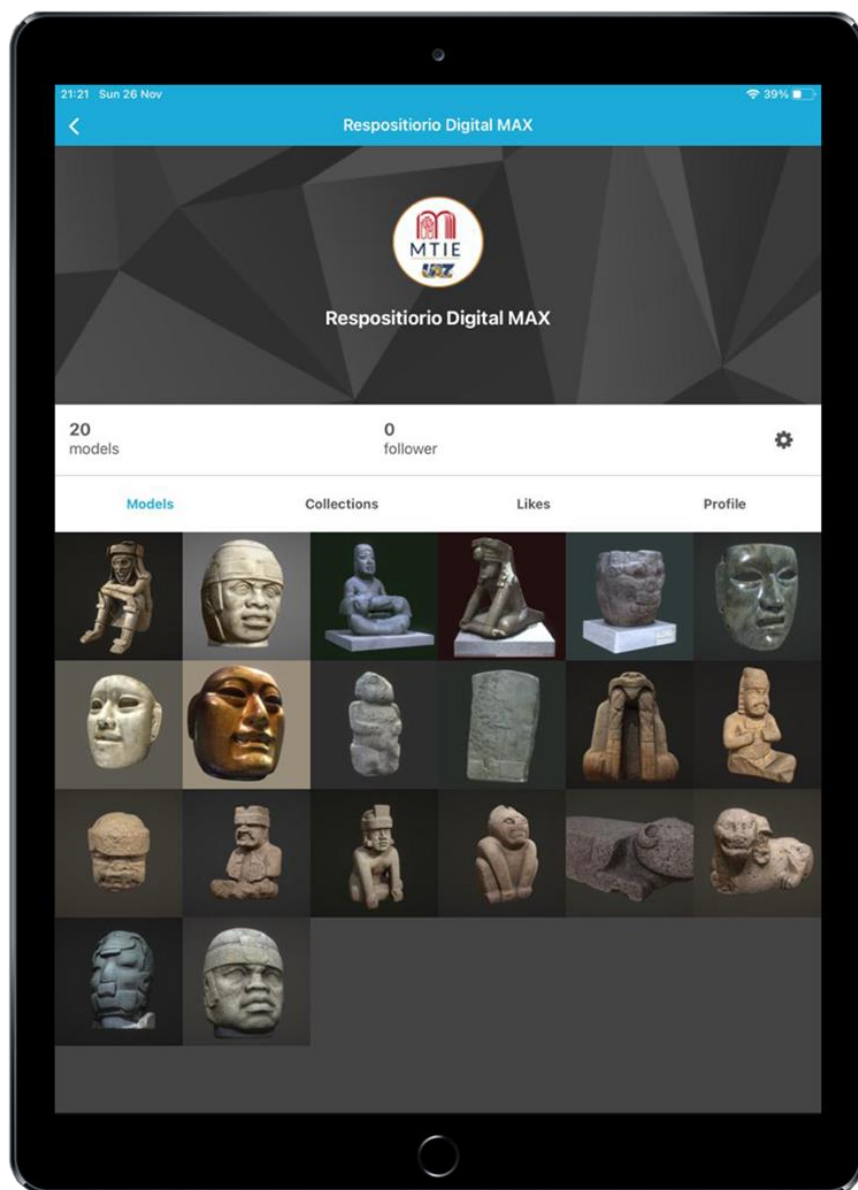 21:21 Sun 26 Nov 39%
Respositiorio Digital MAX
MTIE
UAZ
Respositiorio Digital MAX
20
models
0
follower
Models Collections Likes Profile